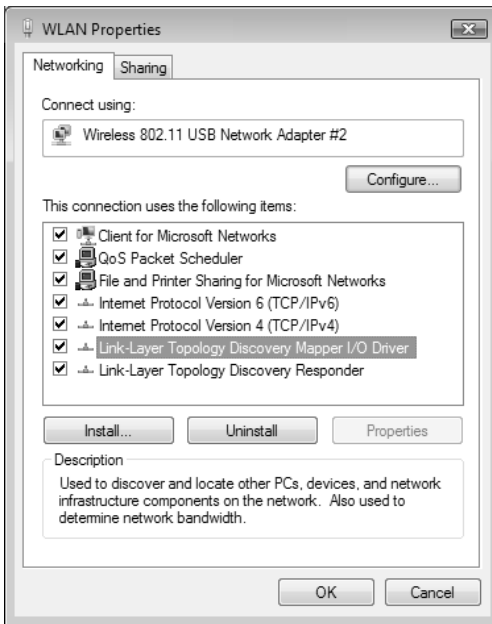 WLAN Properties
Networking
Sharing
Connect using:
Wireless 802.11 USB Network Adapter #2
Configure...
This connection uses the following items:
Client for Microsoft Networks
QoS Packet Scheduler
File and Printer Sharing for Microsoft Networks
Internet Protocol Version 6 (TCP/IPv6)
Internet Protocol Version 4 (TCP/IPv4)
Link-Layer Topology Discovery Mapper I/O Driver
Link-Layer Topology Discovery Responder
Install...
Uninstall
Properties
Description
Used to discover and locate other PCs, devices, and network
infrastructure components on the network. Also used to
determine network bandwidth.
OK
Cancel